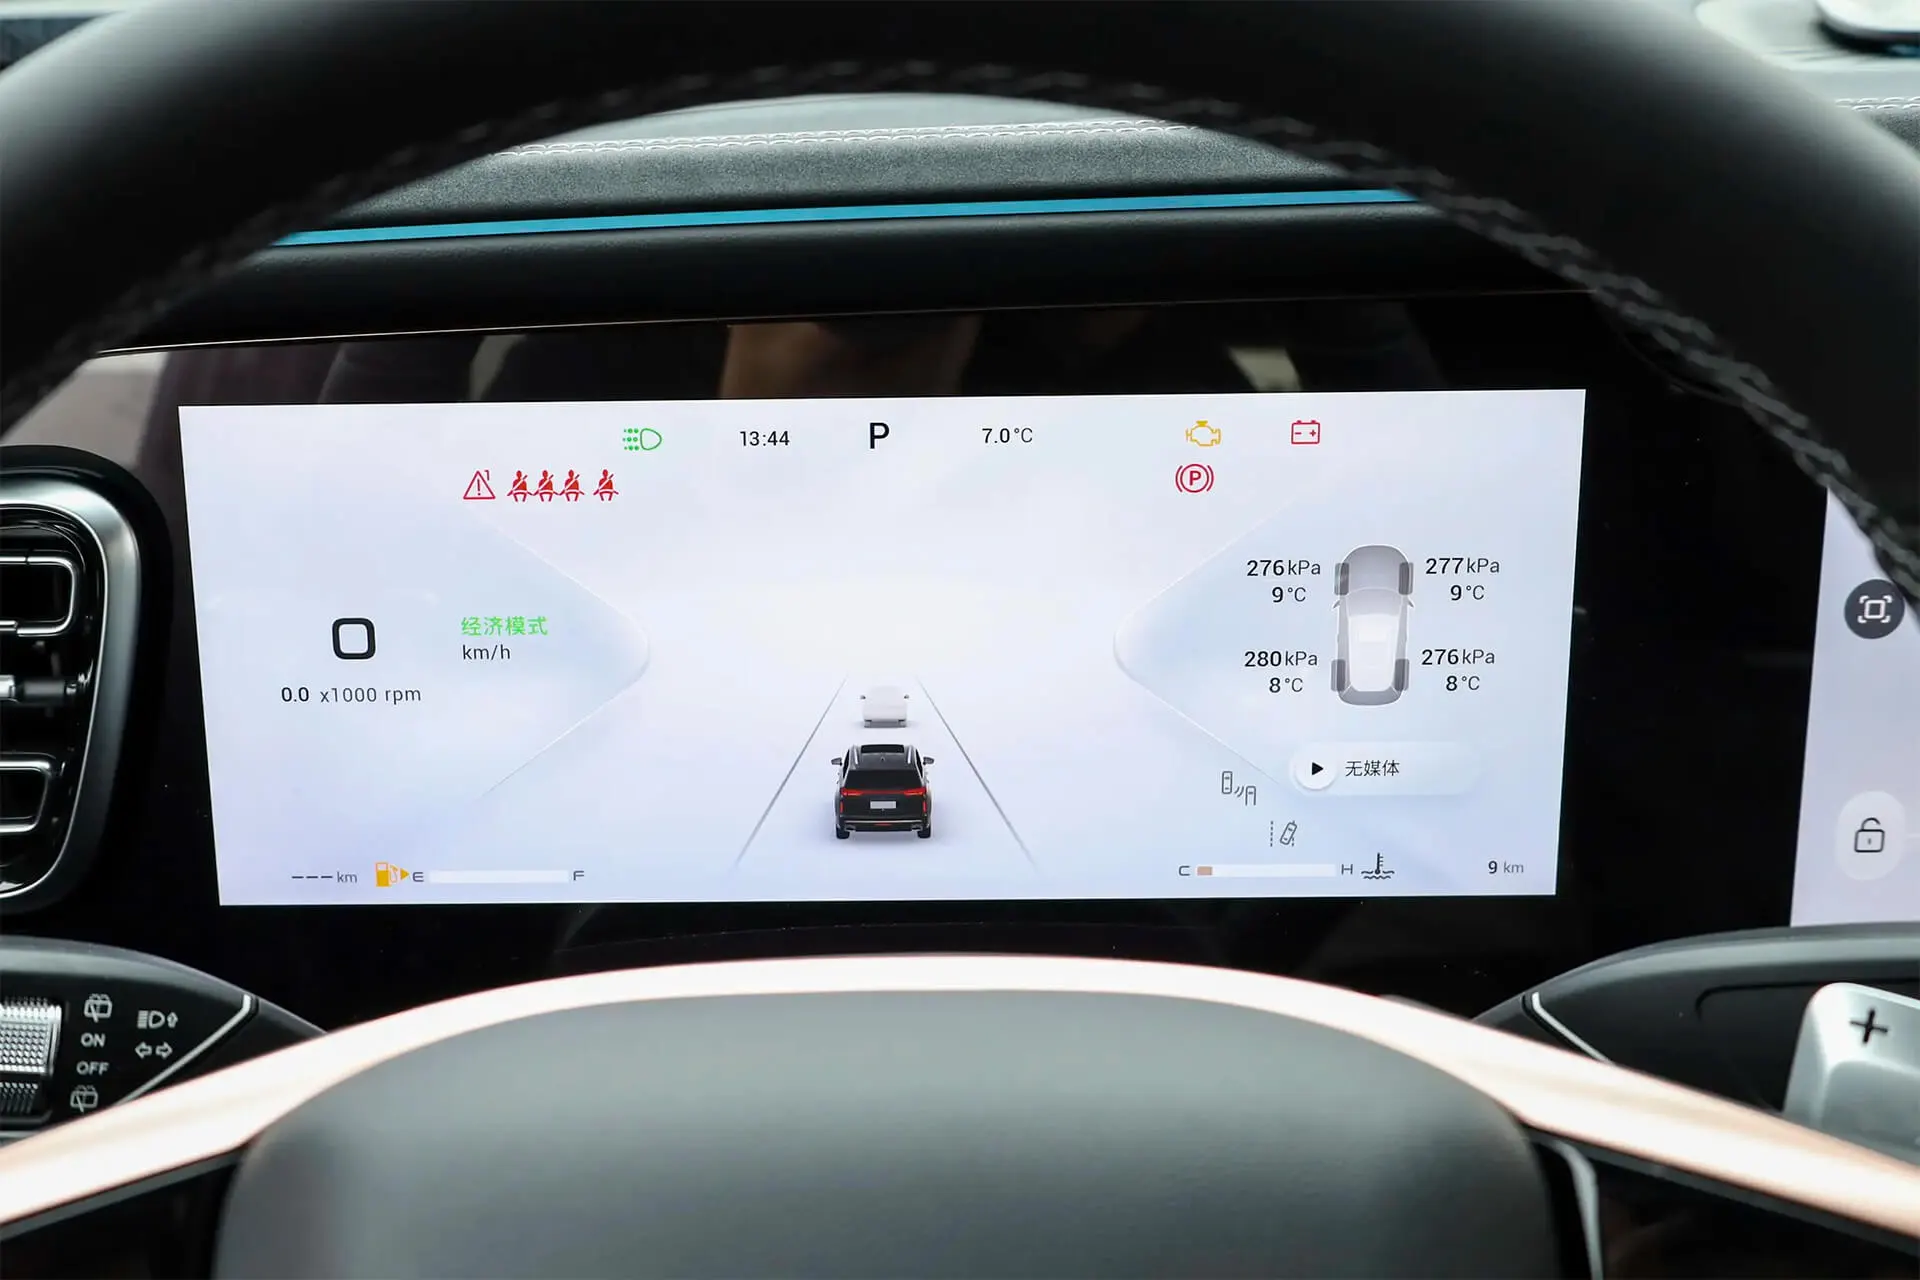 13:44
P
7.0°C
P
276kPa
9°C
277kPa
9°C
0
经济模式
km/h
0.0 x1000 rpm
280kPa
8°C
276kPa
8°C
无媒体
---km
E
F
C
H
9 km
ON
OFF
+